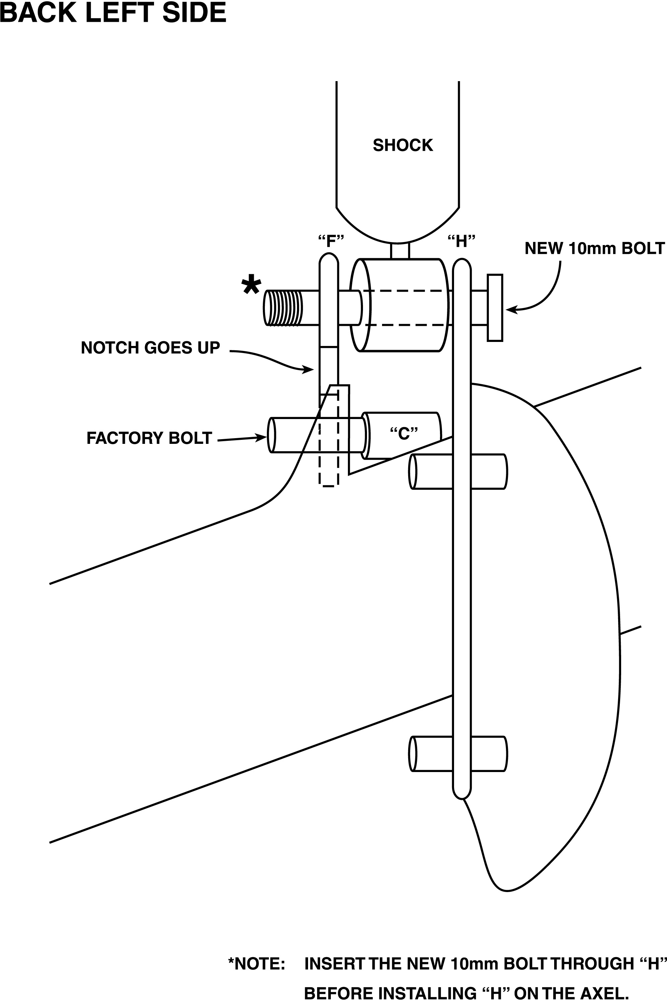 BACK LEFT SIDE
SHOCK
“F”
“H”
NEW 10mm BOLT
*
NOTCH GOES UP
FACTORY BOLT
“C”
*NOTE: INSERT THE NEW 10mm BOLT THROUGH “H”
BEFORE INSTALLING “H” ON THE AXEL.